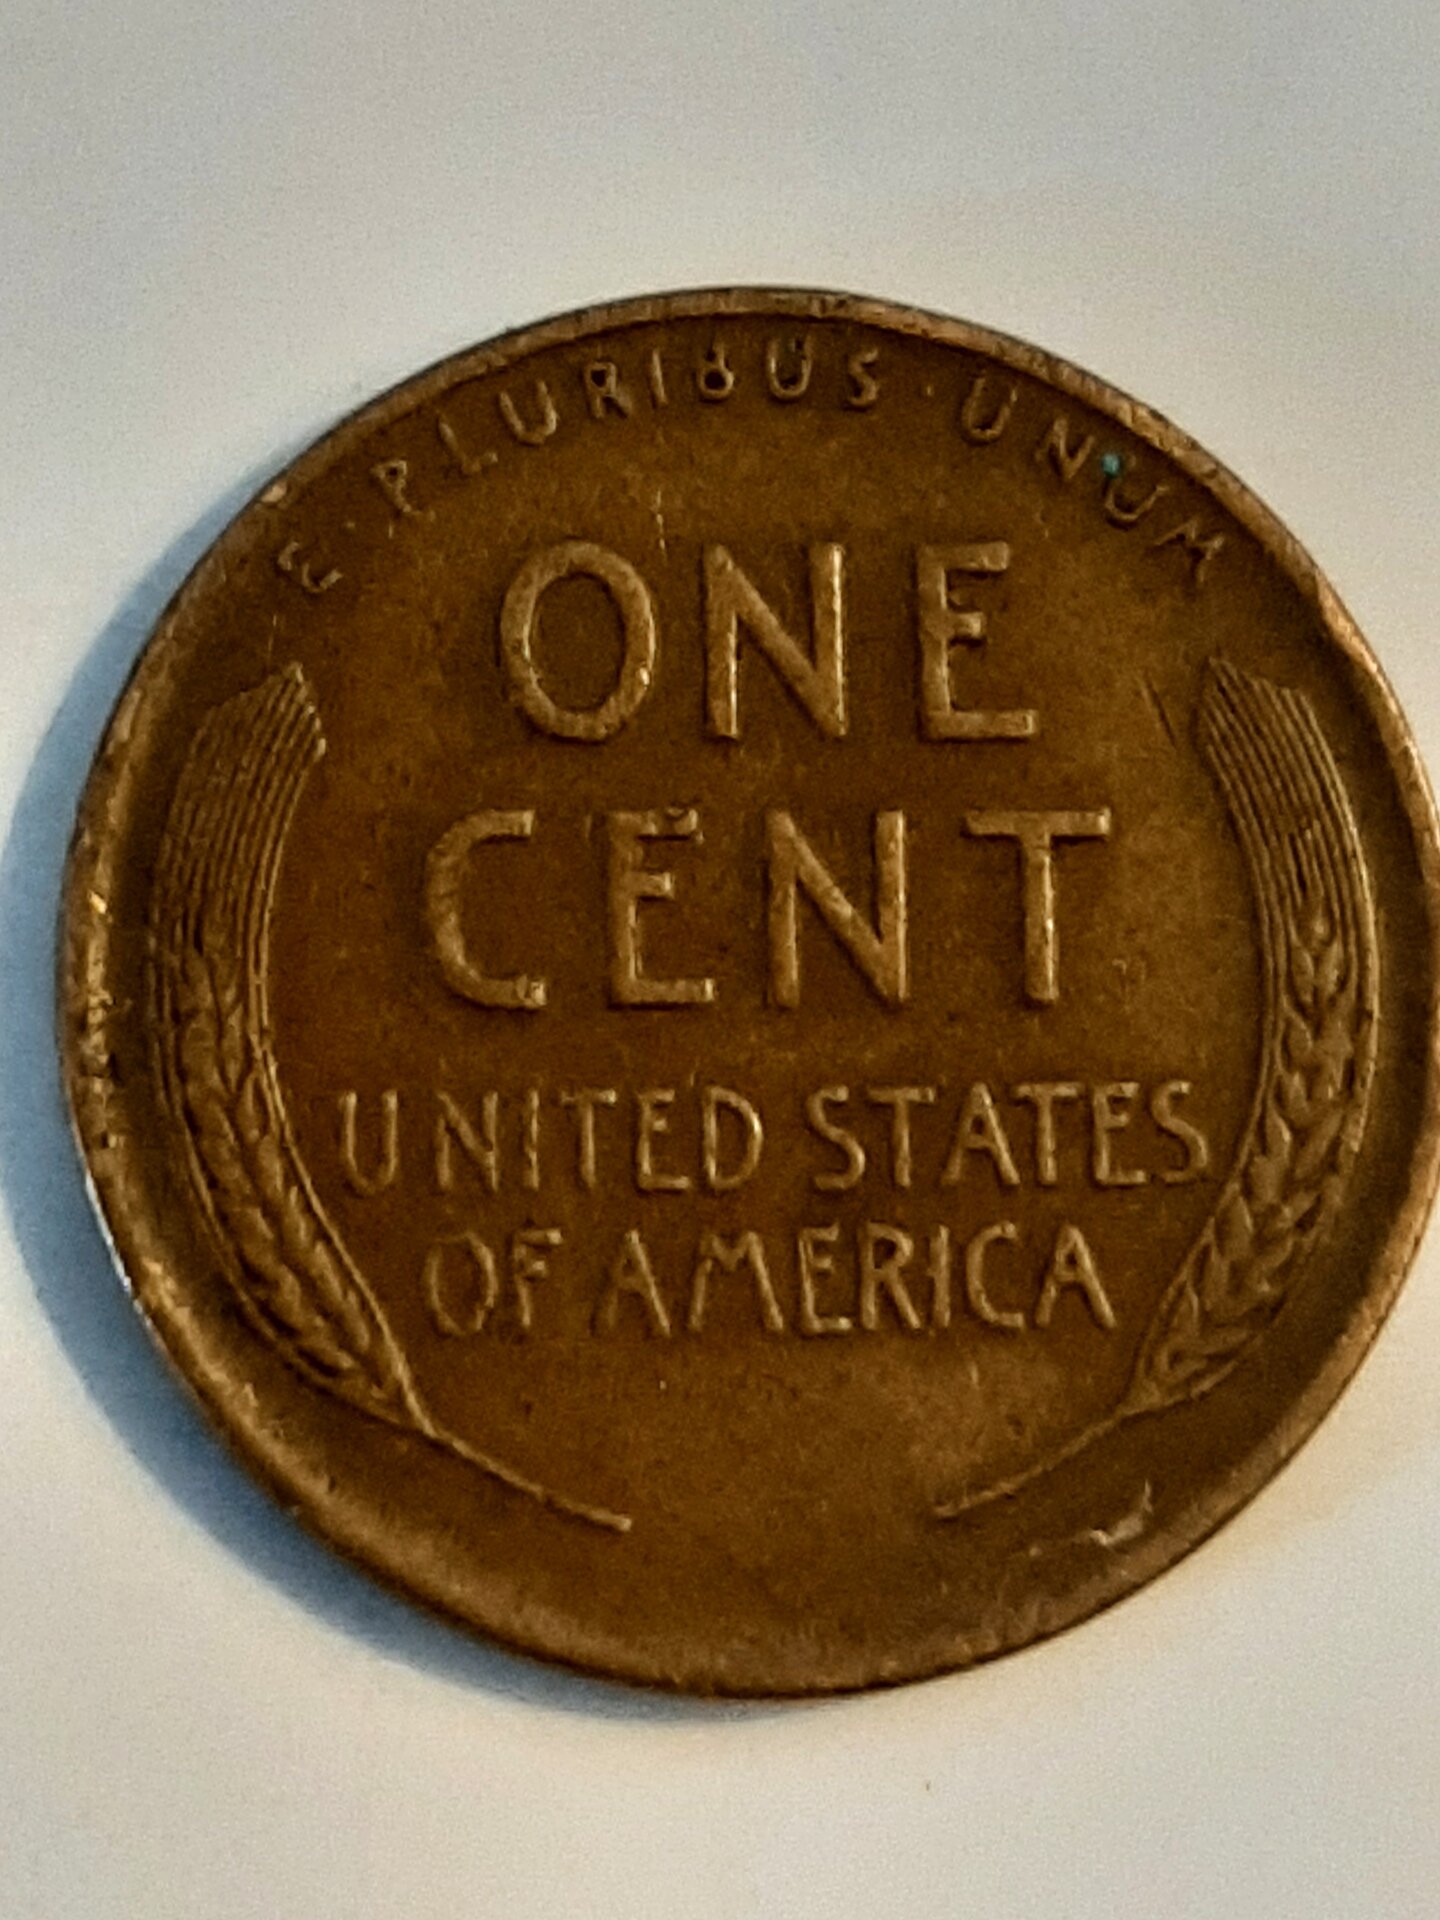 E·PLURIBUS·UNUM
ONE
CENT
UNITED STATES
OF AMERICA